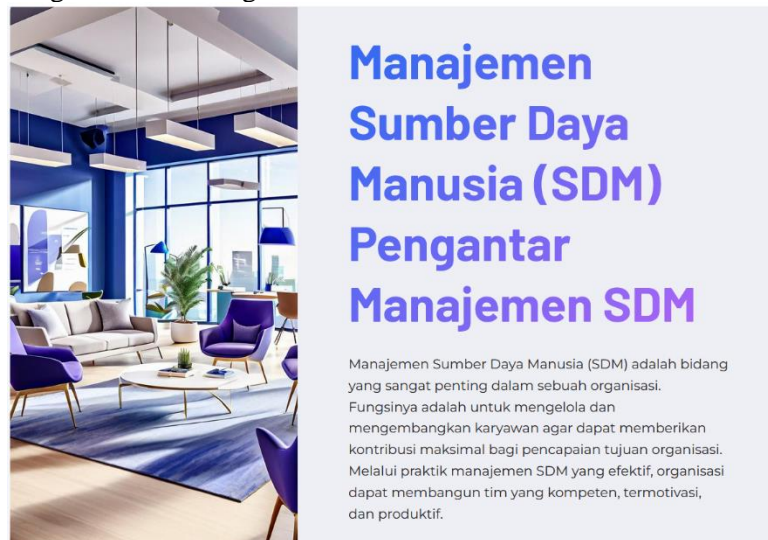 Manajemen
Sumber Daya
Manusia (SDM)
Pengantar
Manajemen SDM
Manajemen Sumber Daya Manusia (SDM) adalah bidang
yang sangat penting dalam sebuah organisasi.
Fungsinya adalah untuk mengelola dan
mengembangkan karyawan agar dapat memberikan
kontribusi maksimal bagi pencapaian tujuan organisasi.
Melalui praktik manajemen SDM yang efektif, organisasi
dapat membangun tim yang kompeten, termotivasi,
dan produktif.